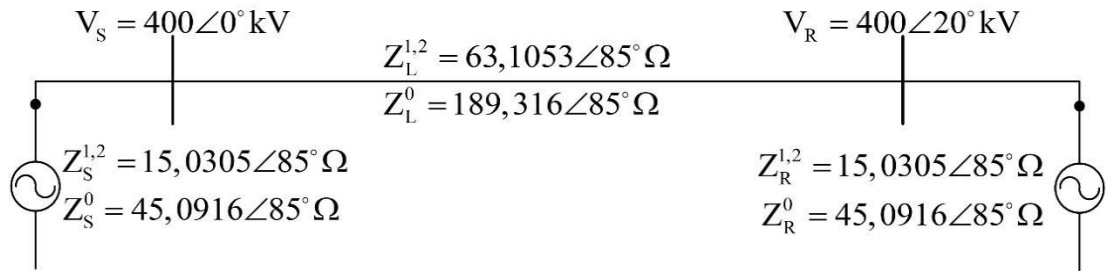 V_S = 400∠0° kV
V_R = 400∠20° kV
Z_L^{1,2} = 63,1053∠85° Ω
Z_L^0 = 189,316∠85° Ω
Z_S^{1,2} = 15,0305∠85° Ω
Z_S^0 = 45,0916∠85° Ω
Z_R^{1,2} = 15,0305∠85° Ω
Z_R^0 = 45,0916∠85° Ω